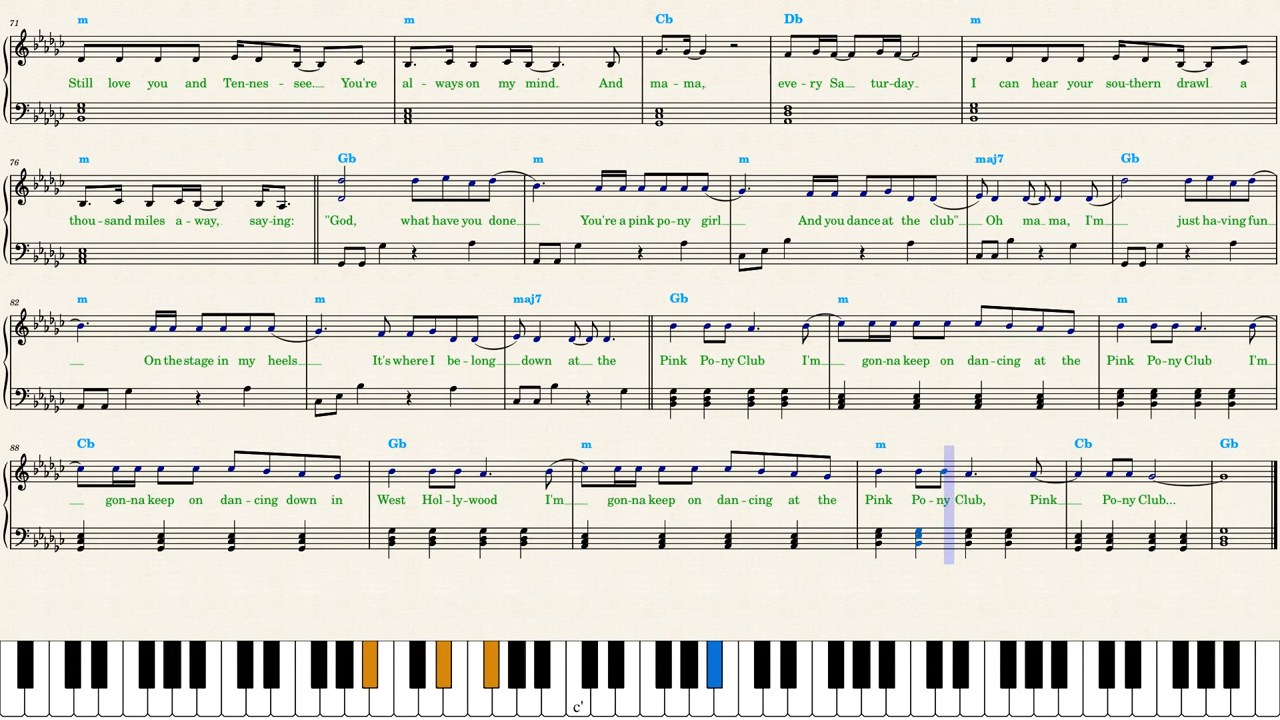 71 m m Cb Db m
Still love you and Ten-nes - see. You're al - ways on my mind. And ma - ma, eve - ry Sa tur-day I can hear your sou-thern drawl a
76 m Gb m m maj7 Gb
thou - sand miles a - way, say-ing: "God, what have you done You're a pink po-ny girl And you dance at the club" Oh ma ma, I'm just ha-ving fun
82 m m maj7 Gb m m
On the stage in my heels It's where I be - long down at the Pink Po-ny Club I'm gon-na keep on dan-cing at the Pink Po-ny Club I'm
88 Cb Gb m m Cb Gb
gon-na keep on dan-cing down in West Hol-ly-wood I'm gon-na keep on dan-cing at the Pink Po-ny Club, Pink Po-ny Club...
c'